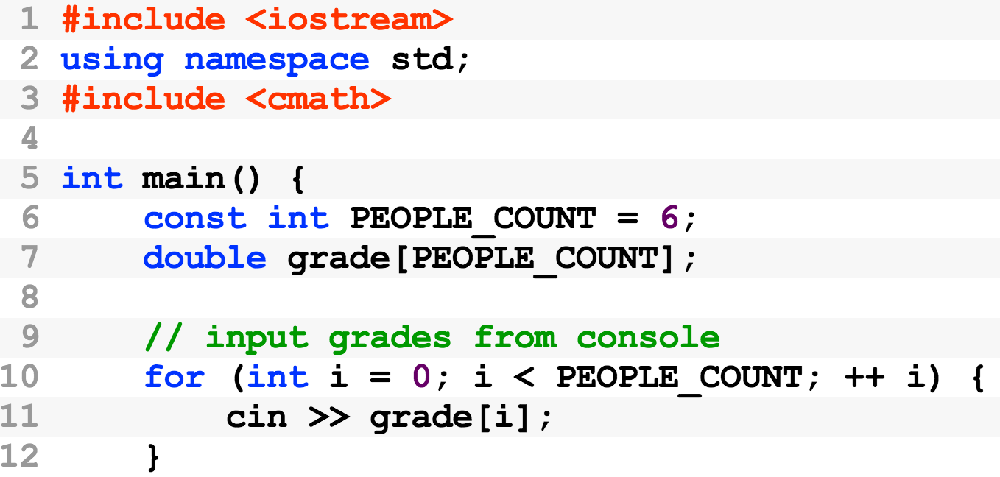 1 #include <iostream>
2 using namespace std;
3 #include <cmath>
4
5 int main() {
6     const int PEOPLE_COUNT = 6;
7     double grade[PEOPLE_COUNT];
8
9     // input grades from console
10     for (int i = 0; i < PEOPLE_COUNT; ++ i) {
11         cin >> grade[i];
12     }